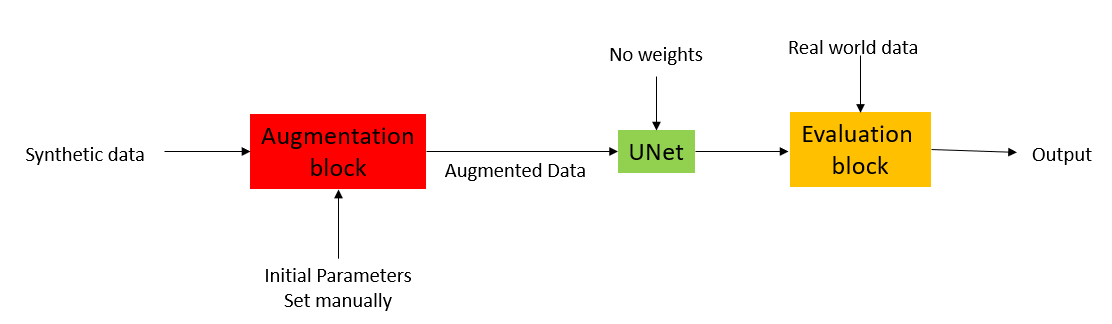 No weights
Real world data
Synthetic data
Augmentation
block
Augmented Data
UNet
Evaluation
block
Output
Initial Parameters
Set manually